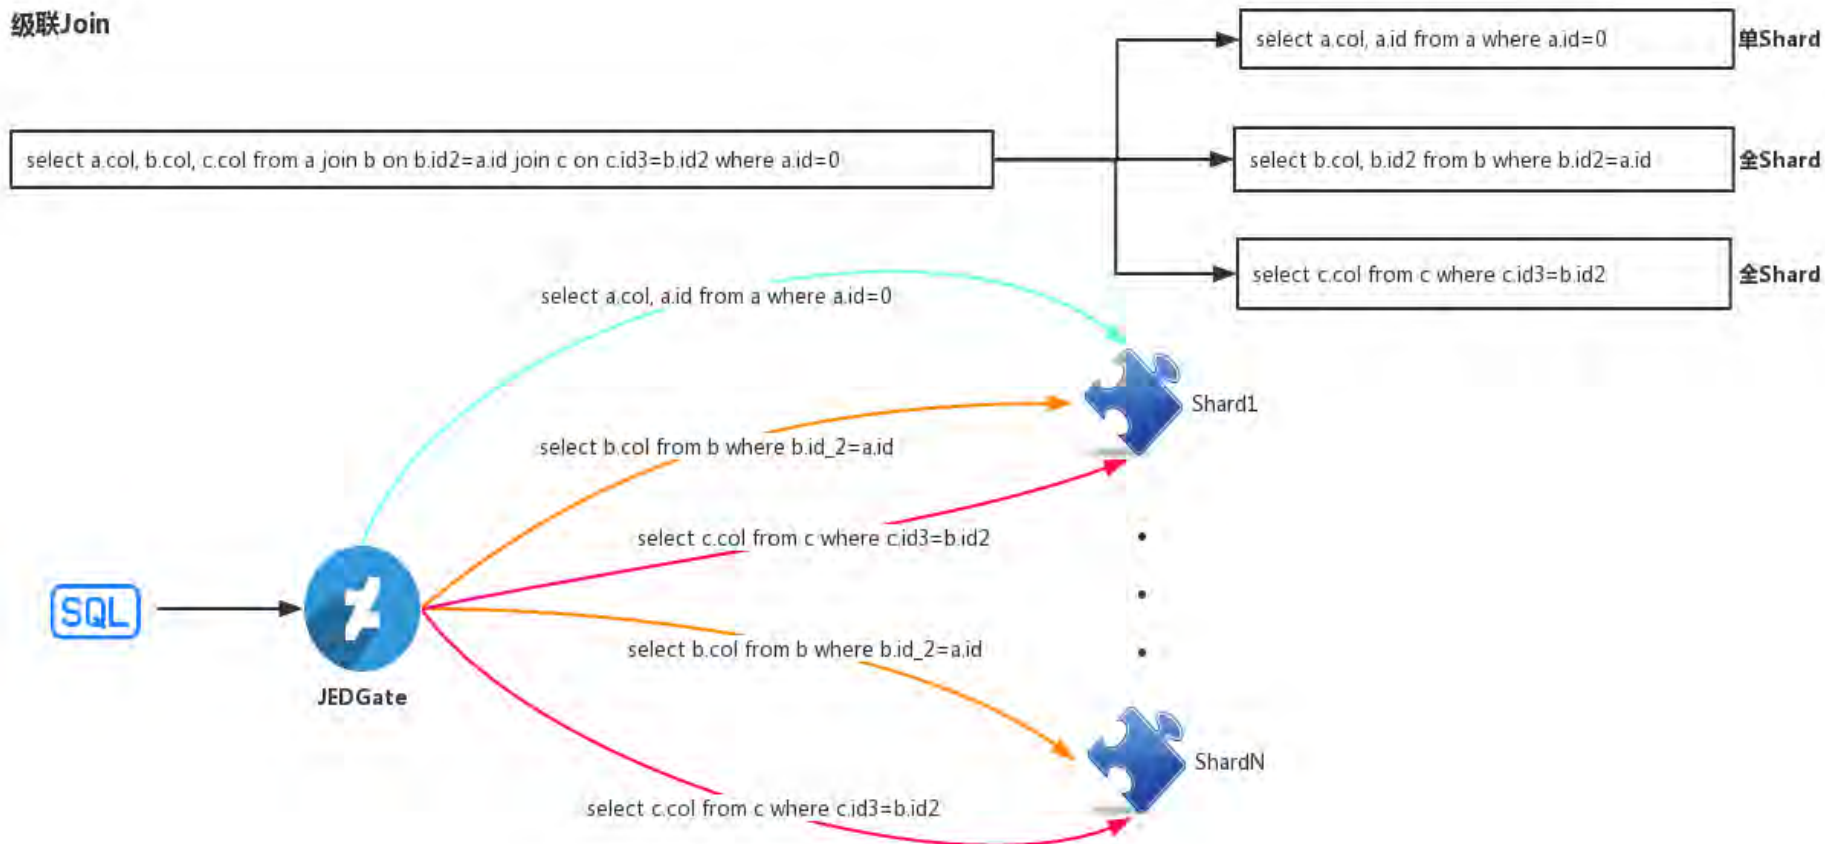 级联Join
select a.col, a.id from a where a.id=0
单Shard
select a.col, b.col, c.col from a join b on b.id2=a.id join c on c.id3=b.id2 where a.id=0
select b.col, b.id2 from b where b.id2=a.id
全Shard
select c.col from c where c.id3=b.id2
全Shard
select a.col, a.id from a where a.id=0
Shard1
select b.col from b where b.id_2=a.id
select c.col from c where c.id3=b.id2
SQL
select b.col from b where b.id_2=a.id
JEDGate
ShardN
select c.col from c where c.id3=b.id2